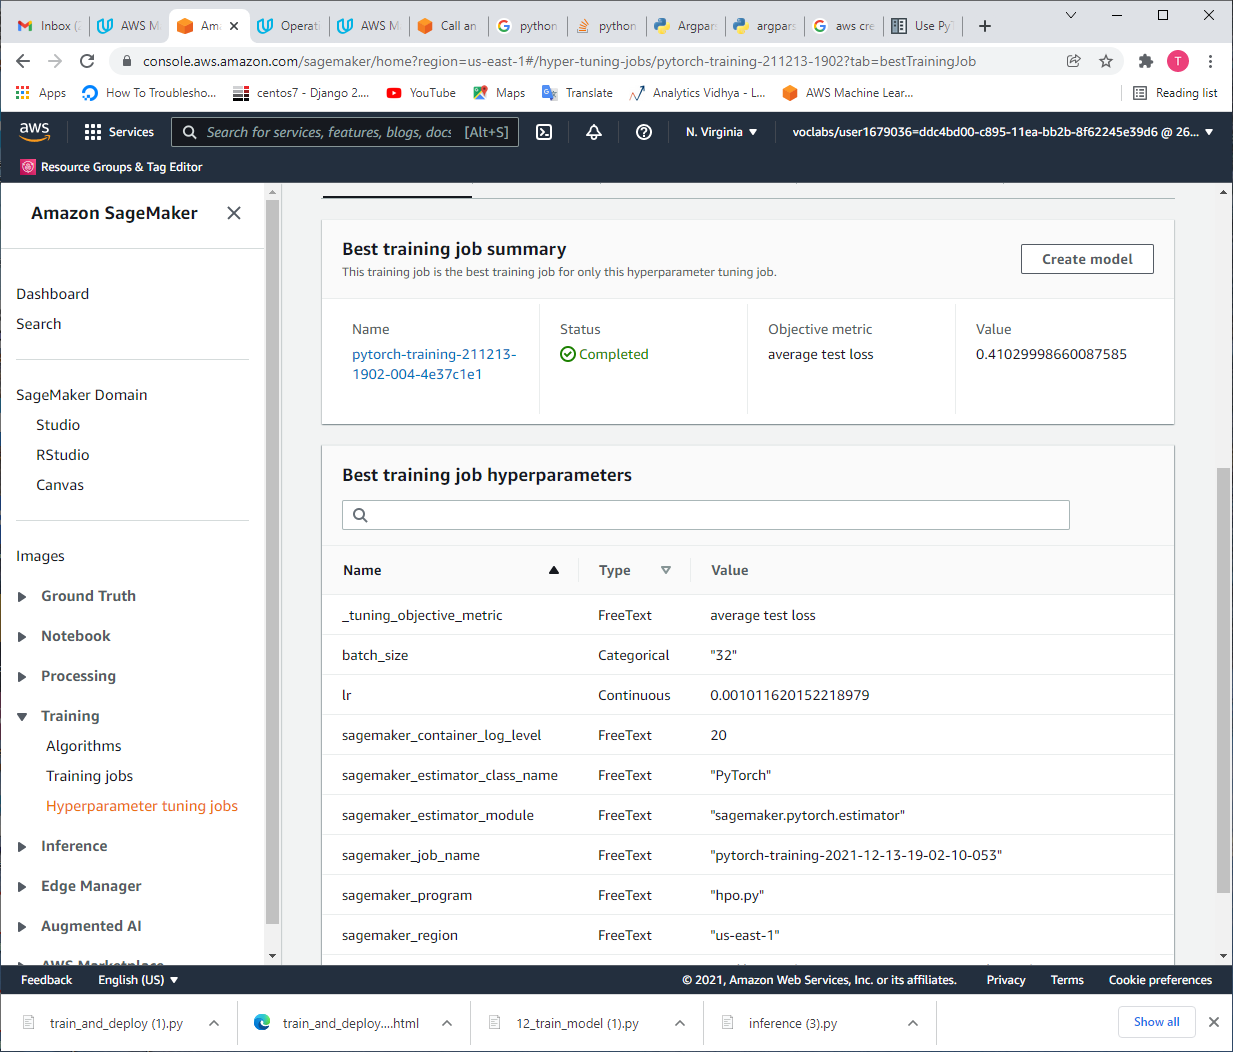 Inbox (2
AWS M
Am
Operati
AWS M
Call an
python
python
Argpar
argpars
aws cre
Use PyT
console.aws.amazon.com/sagemaker/home?region=us-east-1#/hyper-tuning-jobs/pytorch-training-211213-1902?tab=bestTrainingJob
T
Apps
How To Troublesho...
centos7 - Django 2....
YouTube
Maps
Translate
Analytics Vidhya - L...
AWS Machine Lear...
Reading list
aws
Services
Search for services, features, blogs, docs [Alt+S]
N. Virginia
voclabs/user1679036=ddc4bd00-c895-11ea-bb2b-8f62245e39d6 @ 26...
Resource Groups & Tag Editor
Amazon SageMaker
Dashboard
Search
SageMaker Domain
Studio
RStudio
Canvas
Images
Ground Truth
Notebook
Processing
Training
Algorithms
Training jobs
Hyperparameter tuning jobs
Inference
Edge Manager
Augmented AI
AWS Marketplace
Best training job summary
This training job is the best training job for only this hyperparameter tuning job.
Create model
Name
pytorch-training-211213-
1902-004-4e37c1e1
Status
Completed
Objective metric
average test loss
Value
0.41029998660087585
Best training job hyperparameters
Name Type Value
_tuning_objective_metric FreeText average test loss
batch_size Categorical "32"
lr Continuous 0.001011620152218979
sagemaker_container_log_level FreeText 20
sagemaker_estimator_class_name FreeText "PyTorch"
sagemaker_estimator_module FreeText "sagemaker.pytorch.estimator"
sagemaker_job_name FreeText "pytorch-training-2021-12-13-19-02-10-053"
sagemaker_program FreeText "hpo.py"
sagemaker_region FreeText "us-east-1"
Feedback English (US) © 2021, Amazon Web Services, Inc. or its affiliates. Privacy Terms Cookie preferences
train_and_deploy (1).py
train_and_deploy....html
12_train_model (1).py
inference (3).py
Show all